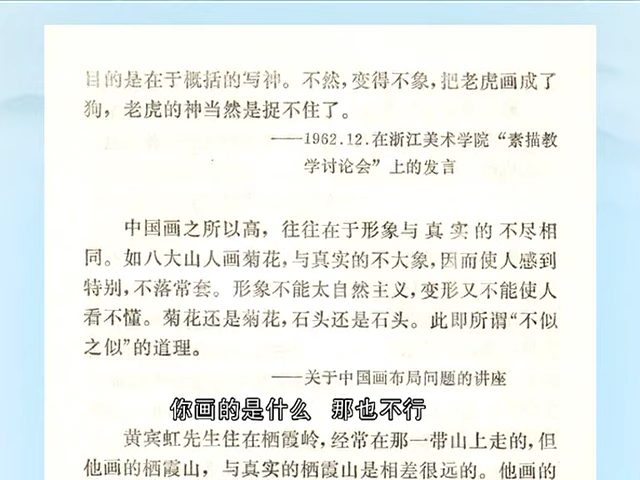 目的是在于概括的写神。不然，变得不象，把老虎画成了
狗，老虎的神当然是捉不住了。
——1962.12.在浙江美术学院“素描教
学讨论会”上的发言
中国画之所以高，往往在于形象与真实的不尽相
同。如八大山人画菊花，与真实的不大象，因而使人感到
特别，不落常套。形象不能太自然主义，变形又不能使人
看不懂。菊花还是菊花，石头还是石头。此即所谓“不似
之似”的道理。
——关于中国画布局问题的讲座
你画的是什么 那也不行
黄宾虹先生住在栖霞岭，经常在那一带山上走的，但
他画的栖霞山，与真实的栖霞山是相差很远的。他画的